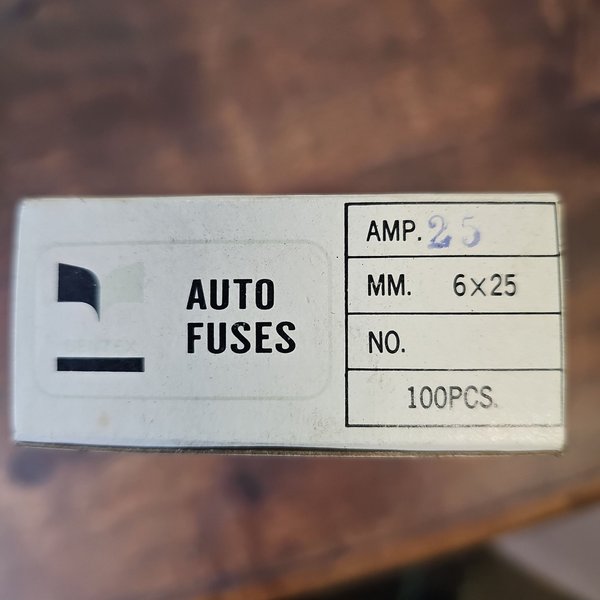 AUTO
FUSES
AMP. 25
MM. 6×25
NO.
100PCS.